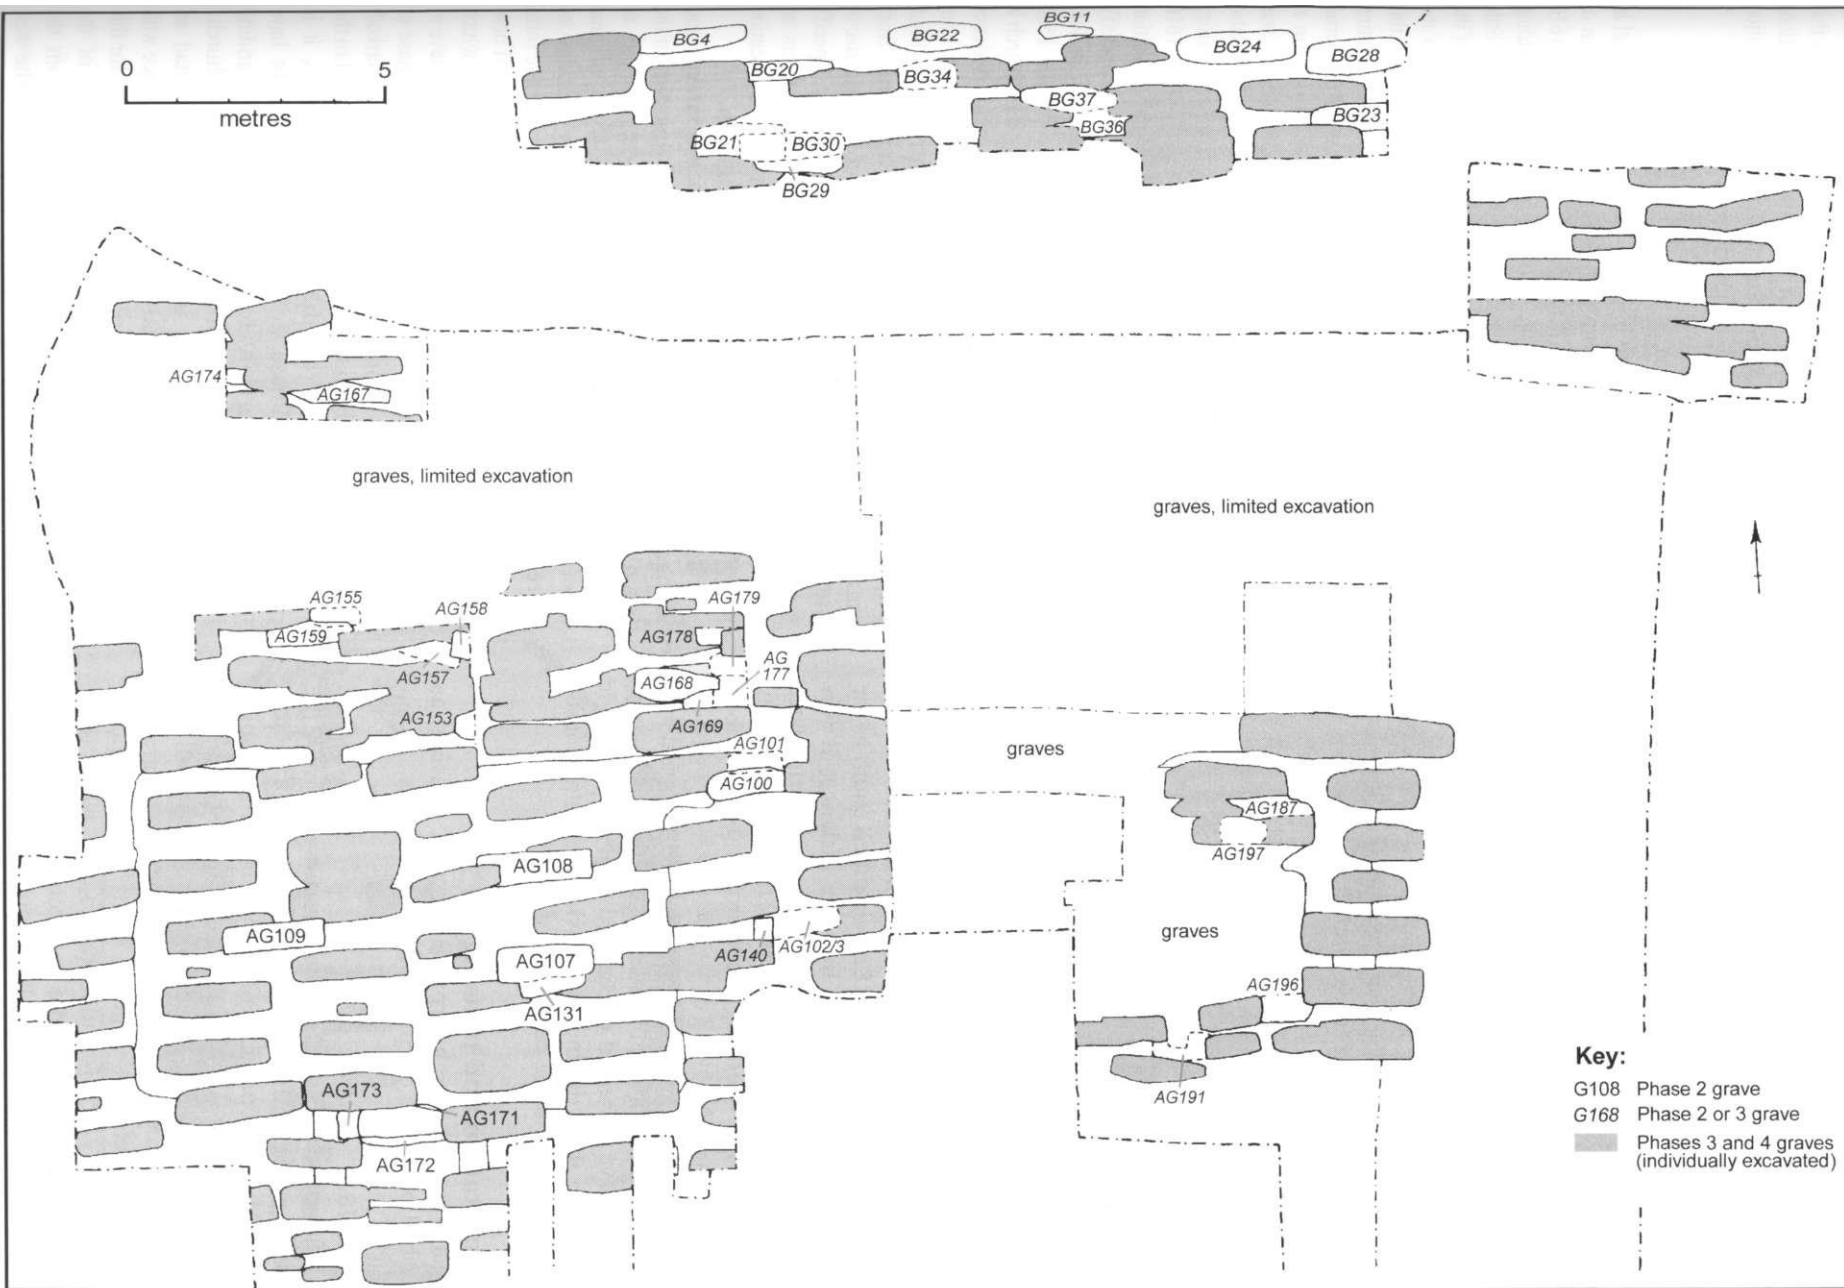 BG11
BG4
BG22
BG24
BG28
0 5
metres
BG20
BG34
BG37
BG23
BG36
BG21
BG30
BG29
AG174
AG167
graves, limited excavation
graves, limited excavation
AG155
AG158
AG179
AG159
AG178
AG
177
AG157
AG168
AG153
AG169
AG101
graves
AG100
AG187
AG197
AG108
AG109
AG140
AG102/3
graves
AG107
AG131
AG196
AG191
AG173
AG171
AG172
Key:
G108 Phase 2 grave
G168 Phase 2 or 3 grave
Phases 3 and 4 graves
(individually excavated)